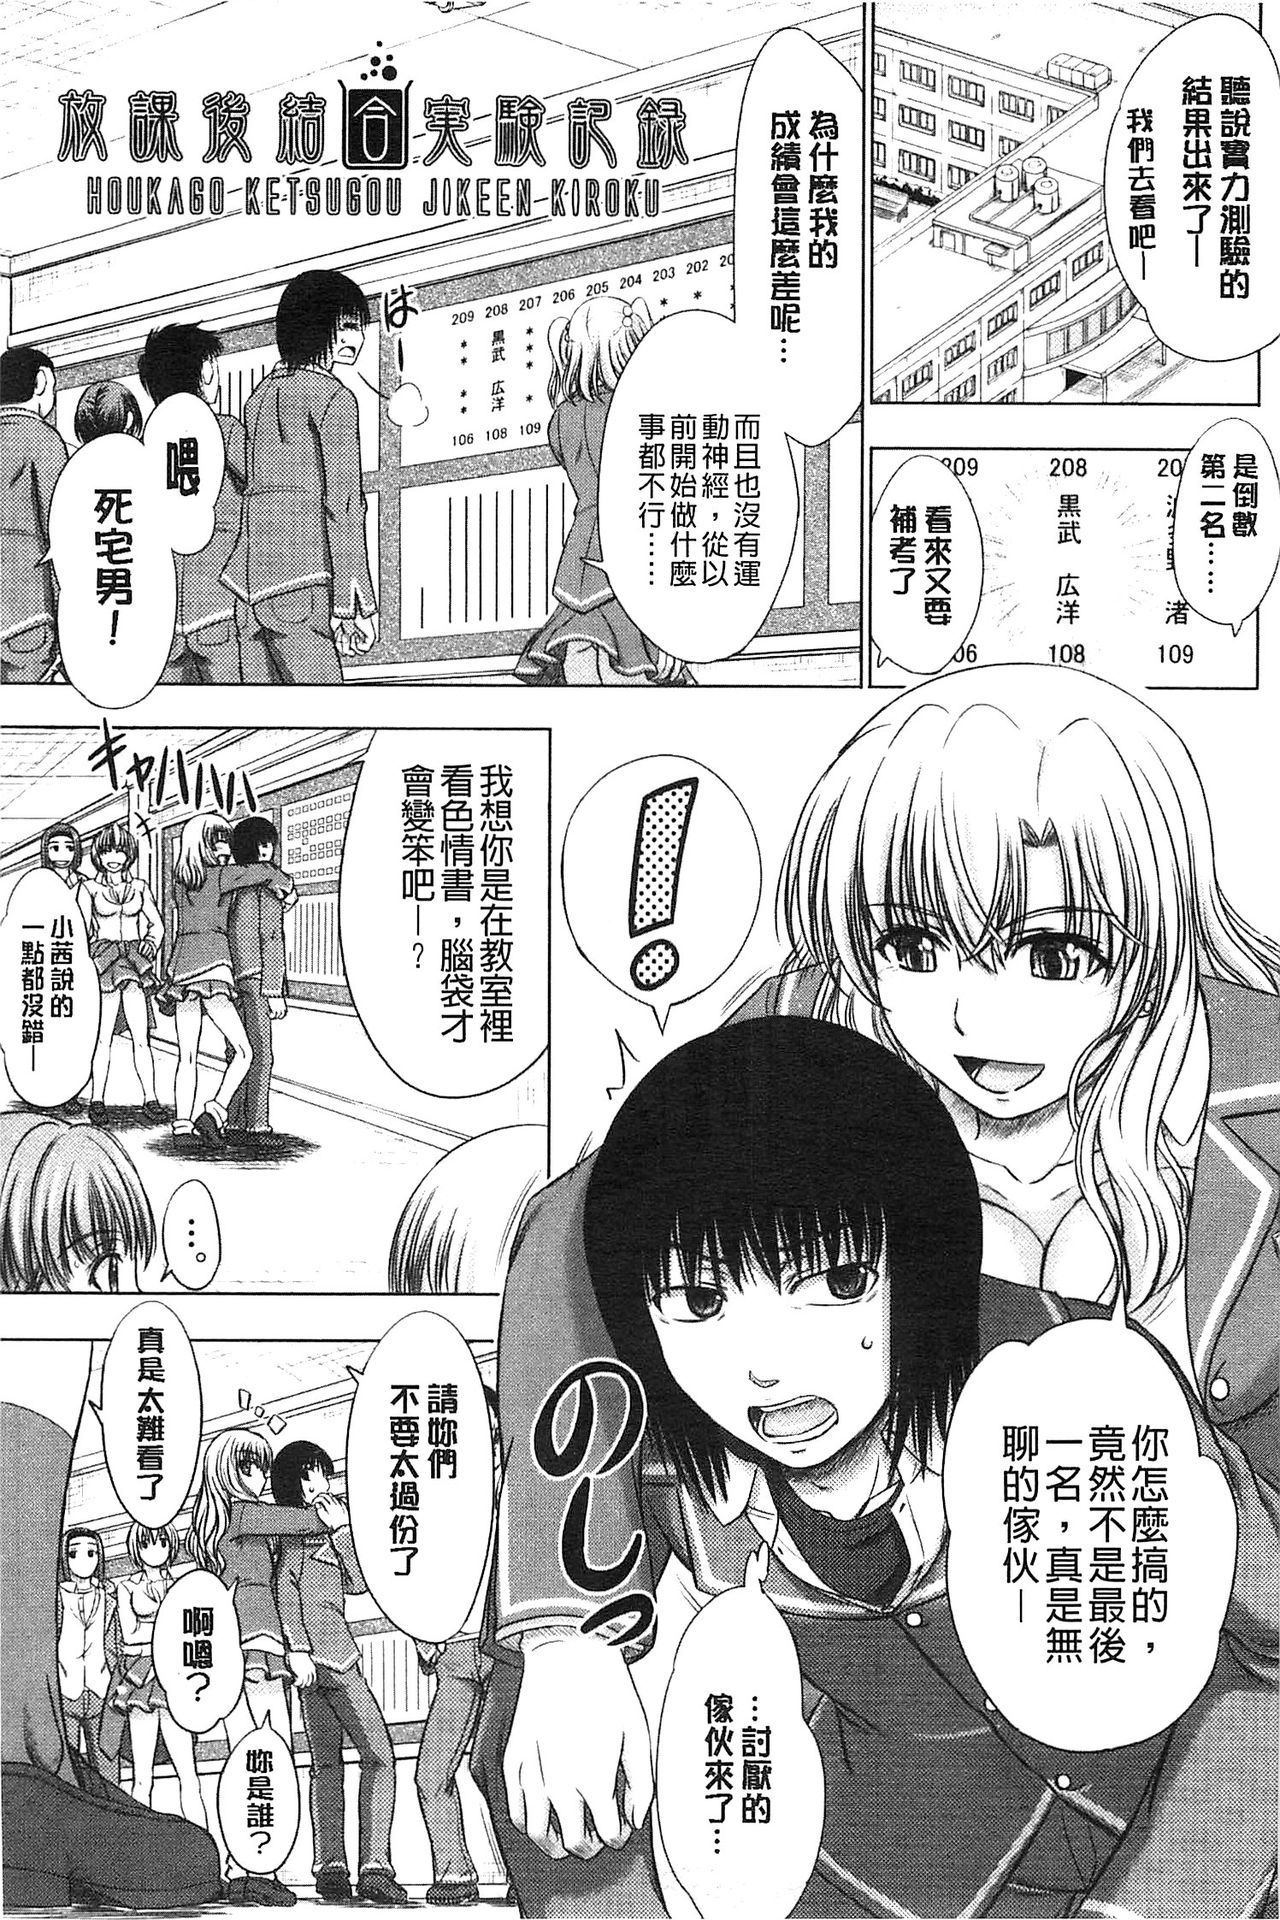 聽說實力測驗的
結果出來了—
我們去看吧—
放課後結合実験記録
HOUKAGO KETSUGOU JIKEEN KIROKU
是倒數
第二名……
看來又要
補考了
209
208
黒武 広洋
渚
108
109
為什麼我的
成績會這麼差呢…
而且也沒有運
動神經，從以
前開始做什麼
事都不行……
209 208 207 206 205 204 203 202
黒武 広洋
106 108 109
はー
喂
死宅男！
！
你怎麼搞的，
竟然不是最後
一名，真是無
聊的傢伙—
のしっ
…討厭的
傢伙來了…
我想你是在教室裡
看色情書，腦袋才
會變笨吧—？
キャハハハ
小茜說的
一點都沒錯—
…。
請妳們
不要太過份了
真是太難看了
啊嗯？
妳是誰？